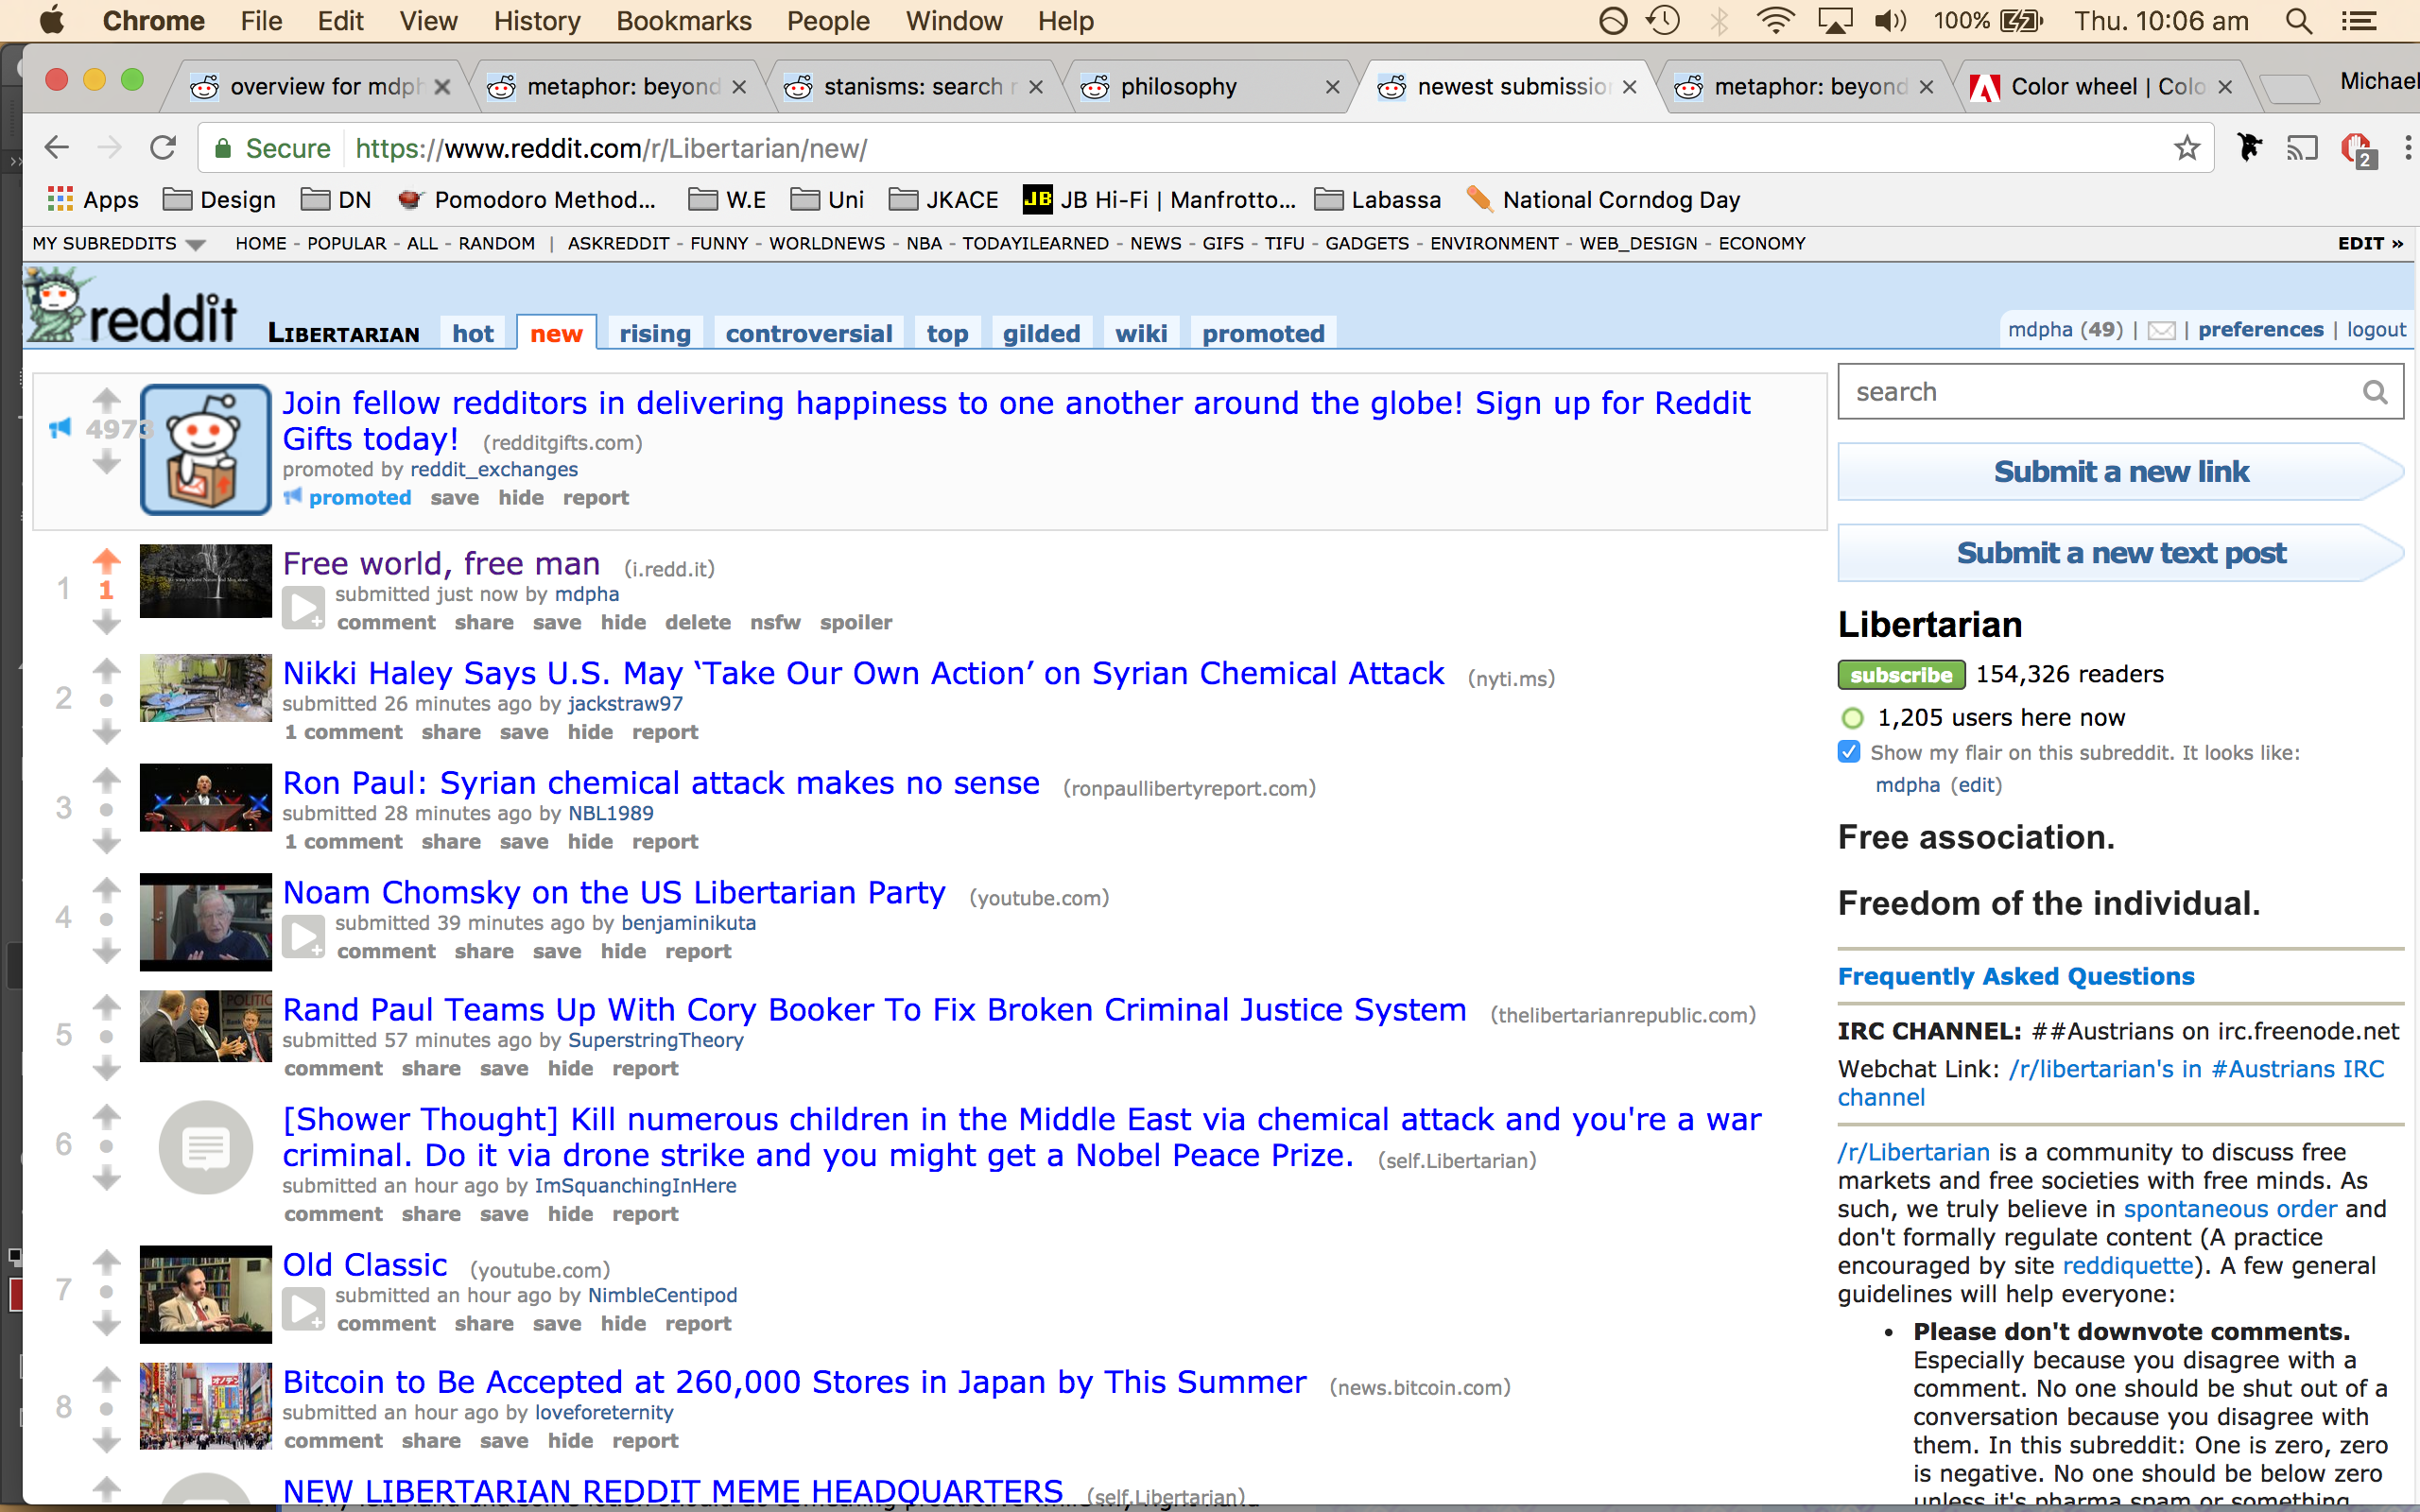 Chrome File Edit View History Bookmarks People Window Help 100% Thu. 10:06 am
overview for mdph metaphor: beyond stanisms: search r philosophy newest submission metaphor: beyond Color wheel | Colo Michael
Secure https://www.reddit.com/r/Libertarian/new/ 2
Apps Design DN Pomodoro Method... W.E Uni JKACE JB JB Hi-Fi | Manfrotto... Labassa National Corndog Day
MY SUBREDDITS HOME - POPULAR - ALL - RANDOM | ASKREDDIT - FUNNY - WORLDNEWS - NBA - TODAYILEARNED - NEWS - GIFS - TIFU - GADGETS - ENVIRONMENT - WEB_DESIGN - ECONOMY EDIT »
reddit LIBERTARIAN hot new rising controversial top gilded wiki promoted mdpha (49) | | preferences | logout
4973
Join fellow redditors in delivering happiness to one another around the globe! Sign up for Reddit
Gifts today! (redditgifts.com)
promoted by reddit_exchanges
promoted save hide report
1 1
Free world, free man (i.redd.it)
submitted just now by mdpha
comment share save hide delete nsfw spoiler
2
Nikki Haley Says U.S. May ‘Take Our Own Action’ on Syrian Chemical Attack (nyti.ms)
submitted 26 minutes ago by jackstraw97
1 comment share save hide report
3
Ron Paul: Syrian chemical attack makes no sense (ronpaullibertyreport.com)
submitted 28 minutes ago by NBL1989
1 comment share save hide report
4
Noam Chomsky on the US Libertarian Party (youtube.com)
submitted 39 minutes ago by benjaminikuta
comment share save hide report
5
Rand Paul Teams Up With Cory Booker To Fix Broken Criminal Justice System (thelibertarianrepublic.com)
submitted 57 minutes ago by SuperstringTheory
comment share save hide report
6
[Shower Thought] Kill numerous children in the Middle East via chemical attack and you're a war
criminal. Do it via drone strike and you might get a Nobel Peace Prize. (self.Libertarian)
submitted an hour ago by ImSquanchingInHere
comment share save hide report
7
Old Classic (youtube.com)
submitted an hour ago by NimbleCentipod
comment share save hide report
8
Bitcoin to Be Accepted at 260,000 Stores in Japan by This Summer (news.bitcoin.com)
submitted an hour ago by loveforeternity
comment share save hide report
NEW LIBERTARIAN REDDIT MEME HEADQUARTERS (self.Libertarian)
search
Submit a new link
Submit a new text post
Libertarian
subscribe 154,326 readers
1,205 users here now
Show my flair on this subreddit. It looks like:
mdpha (edit)
Free association.
Freedom of the individual.
Frequently Asked Questions
IRC CHANNEL: ##Austrians on irc.freenode.net
Webchat Link: /r/libertarian's in #Austrians IRC
channel
/r/Libertarian is a community to discuss free
markets and free societies with free minds. As
such, we truly believe in spontaneous order and
don't formally regulate content (A practice
encouraged by site reddiquette). A few general
guidelines will help everyone:
• Please don't downvote comments.
Especially because you disagree with a
comment. No one should be shut out of a
conversation because you disagree with
them. In this subreddit: One is zero, zero
is negative. No one should be below zero
unless it's pharma spam or something